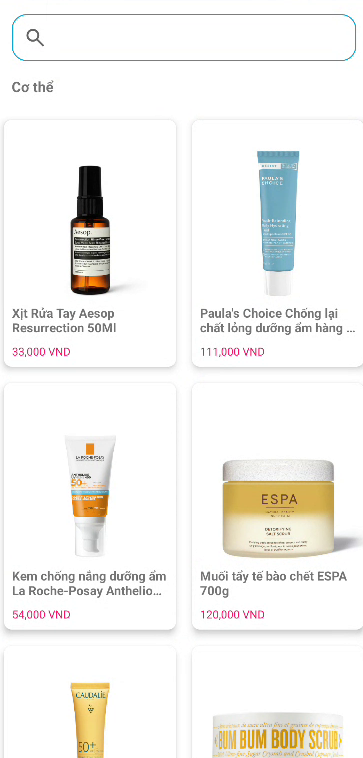 Cơ thể
Aesop.
Xịt Rửa Tay Aesop
Resurrection 50Ml
33,000 VND
PAULA'S
CHOICE
Paula's Choice Chống lại
chất lỏng dưỡng ẩm hàng ...
111,000 VND
LA ROCHE-POSAY
50+
Kem chống nắng dưỡng ẩm
La Roche-Posay Anthelio...
54,000 VND
ESPA
DETOXIFYING
SALT SCRUB
Muối tẩy tế bào chết ESPA
700g
120,000 VND
CAUDALIE
50+
BUM BUM BODY SCRUB